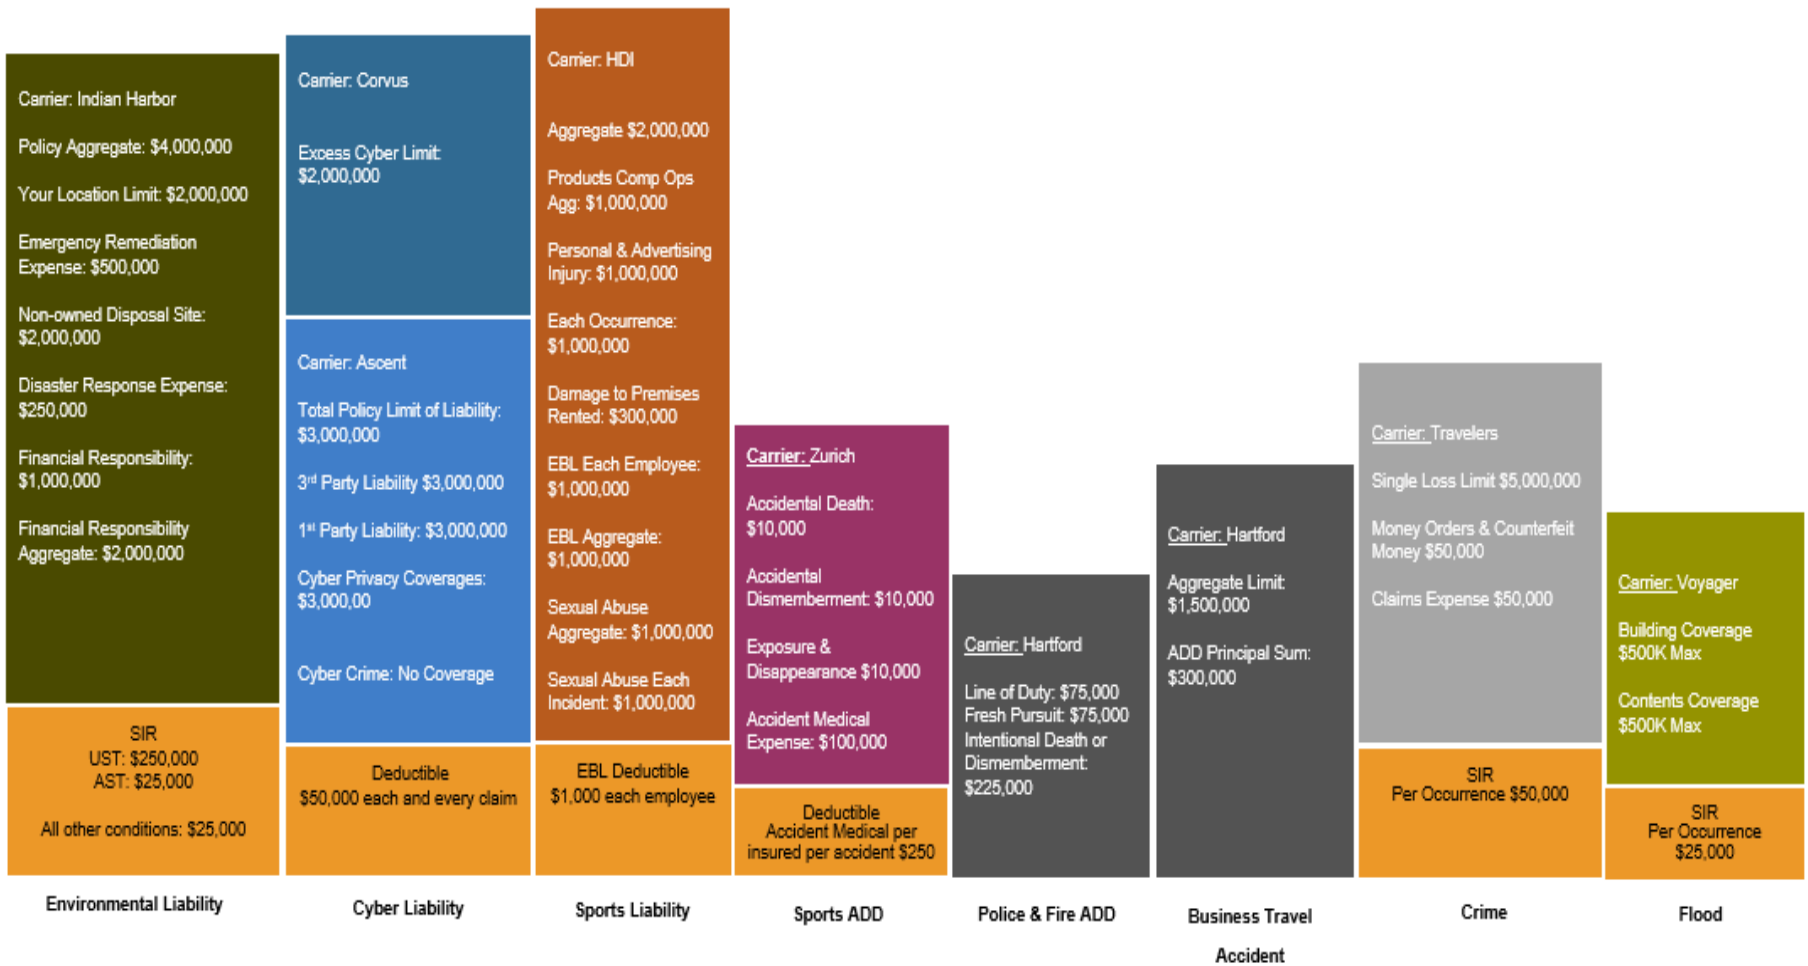 Carrier: Indian Harbor
Policy Aggregate: $4,000,000
Your Location Limit: $2,000,000
Emergency Remediation
Expense: $500,000
Non-owned Disposal Site:
$2,000,000
Disaster Response Expense:
$250,000
Financial Responsibility:
$1,000,000
Financial Responsibility
Aggregate: $2,000,000
SIR
UST: $250,000
AST: $25,000
All other conditions: $25,000
Environmental Liability
Carrier: Corvus
Excess Cyber Limit:
$2,000,000
Carrier: Ascent
Total Policy Limit of Liability:
$3,000,000
3rd Party Liability $3,000,000
1st Party Liability: $3,000,000
Cyber Privacy Coverages:
$3,000,00
Cyber Crime: No Coverage
Deductible
$50,000 each and every claim
Cyber Liability
Carrier: HDI
Aggregate $2,000,000
Products Comp Ops
Agg: $1,000,000
Personal & Advertising
Injury: $1,000,000
Each Occurrence:
$1,000,000
Damage to Premises
Rented: $300,000
EBL Each Employee:
$1,000,000
EBL Aggregate:
$1,000,000
Sexual Abuse
Aggregate: $1,000,000
Sexual Abuse Each
Incident: $1,000,000
EBL Deductible
$1,000 each employee
Sports Liability
Carrier: Zurich
Accidental Death:
$10,000
Accidental
Dismemberment: $10,000
Exposure &
Disappearance $10,000
Accident Medical
Expense: $100,000
Deductible
Accident Medical per
insured per accident $250
Sports ADD
Carrier: Hartford
Line of Duty: $75,000
Fresh Pursuit: $75,000
Intentional Death or
Dismemberment:
$225,000
Police & Fire ADD
Carrier: Hartford
Aggregate Limit:
$1,500,000
ADD Principal Sum:
$300,000
Business Travel
Accident
Carrier: Travelers
Single Loss Limit $5,000,000
Money Orders & Counterfeit
Money $50,000
Claims Expense $50,000
SIR
Per Occurrence $50,000
Crime
Carrier: Voyager
Building Coverage
$500K Max
Contents Coverage
$500K Max
SIR
Per Occurrence
$25,000
Flood